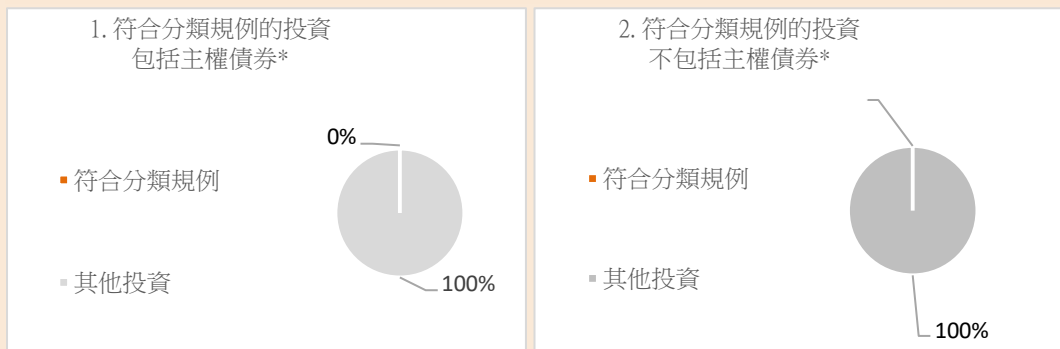 1. 符合分類規例的投資
包括主權債券*
0%
符合分類規例
其他投資
100%
2. 符合分類規例的投資
不包括主權債券*
符合分類規例
其他投資
100%